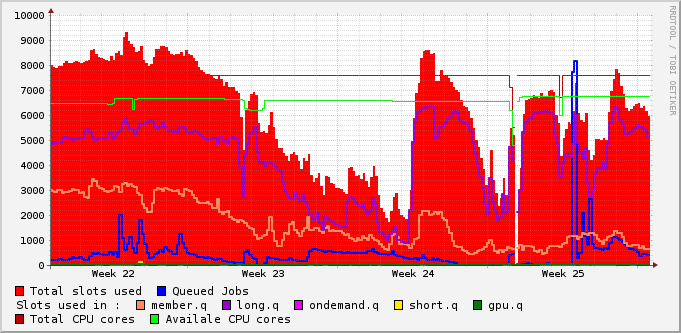 10000
9000
8000
7000
6000
5000
4000
3000
2000
1000
0
Week 22 Week 23 Week 24 Week 25
Total slots used Queued Jobs
Slots used in : member.q long.q ondemand.q short.q gpu.q
Total CPU cores Availale CPU cores
RRDTOOL / TOBI OETIKER